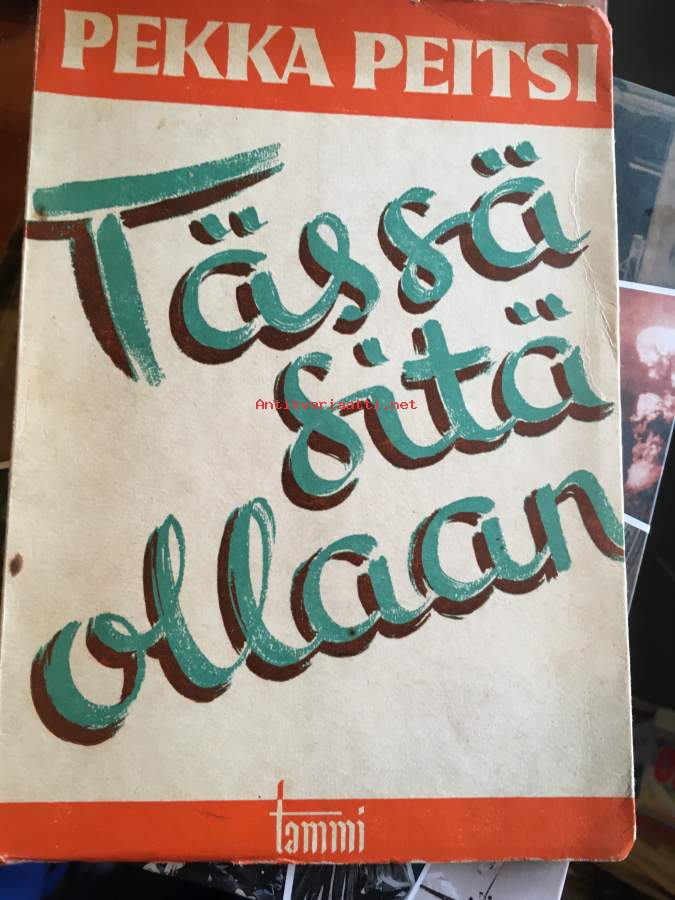 PEKKA PEITSI
Tässä
sitä
Antikvariaatti.net
ollaan
tammi